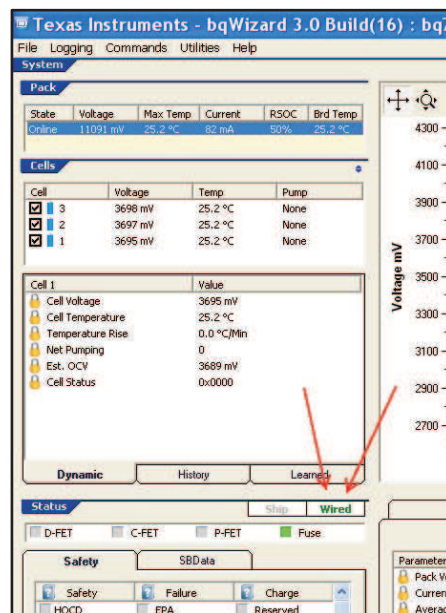 Texas Instruments - bqWizard 3.0 Build(16) : bq
File Logging Commands Utilities Help
System
Pack
State Voltage Max Temp Current RSOC Brd Temp
Online 11091 mV 25.2 °C 82 mA 50% 25.2 °C
Cells
Cell Voltage Temp Pump
3 3698 mV 25.2 °C None
2 3697 mV 25.2 °C None
1 3695 mV 25.2 °C None
Cell 1 Value
Cell Voltage 3695 mV
Cell Temperature 25.2 °C
Temperature Rise 0.0 °C/Min
Net Pumping 0
Est. OCV 3689 mV
Cell Status 0x0000
Dynamic History Learned
Status Ship Wired
D-FET C-FET P-FET Fuse
Safety SBData
Safety Failure Charge
HOCD FPA Reserved
Voltage mV
4300
4100
3900
3700
3500
3300
3100
2900
2700
Parameter
Pack V
Current
Average